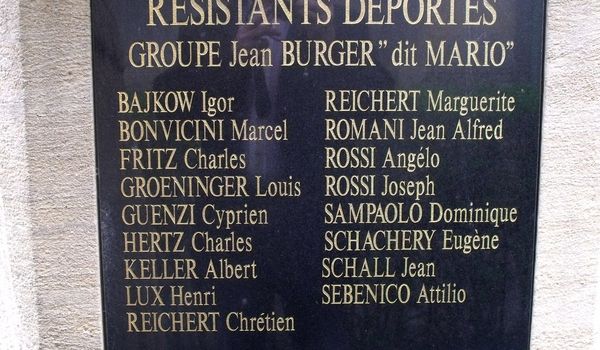 RESISTANTS DEPORTES
GROUPE Jean BURGER "dit MARIO"
BAJKOW Igor
BONVICINI Marcel
FRITZ Charles
GROENINGER Louis
GUENZI Cyprien
HERTZ Charles
KELLER Albert
LUX Henri
REICHERT Chrétien
REICHERT Marguerite
ROMANI Jean Alfred
ROSSI Angélo
ROSSI Joseph
SAMPAOLO Dominique
SCHACHERY Eugène
SCHALL Jean
SEBENICO Attilio